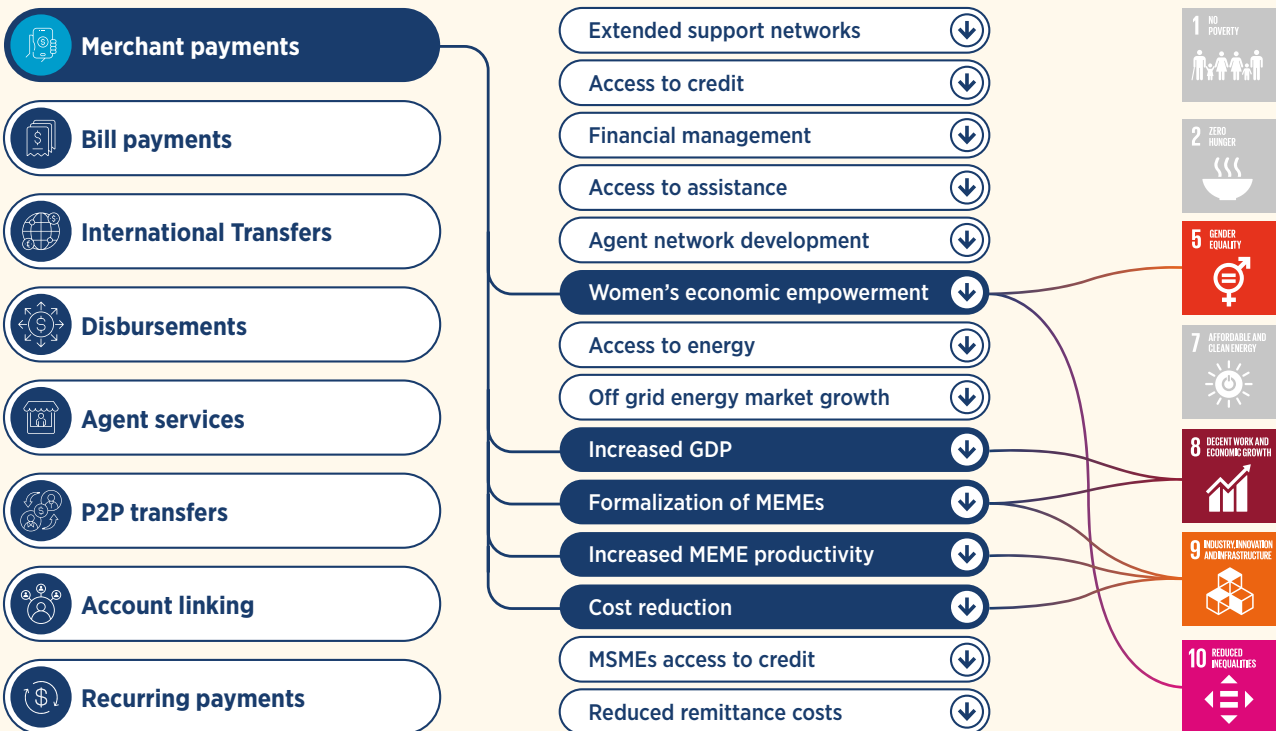 Merchant payments
Bill payments
International Transfers
Disbursements
Agent services
P2P transfers
Account linking
Recurring payments
Extended support networks
Access to credit
Financial management
Access to assistance
Agent network development
Women's economic empowerment
Access to energy
Off grid energy market growth
Increased GDP
Formalization of MEMEs
Increased MEME productivity
Cost reduction
MSMEs access to credit
Reduced remittance costs
1 NO
POVERTY
2 ZERO
HUNGER
5 GENDER
EQUALITY
7 AFFORDABLE AND
CLEAN ENERGY
8 DECENT WORK AND
ECONOMIC GROWTH
9 INDUSTRY, INNOVATION
AND INFRASTRUCTURE
10 REDUCED
INEQUALITIES